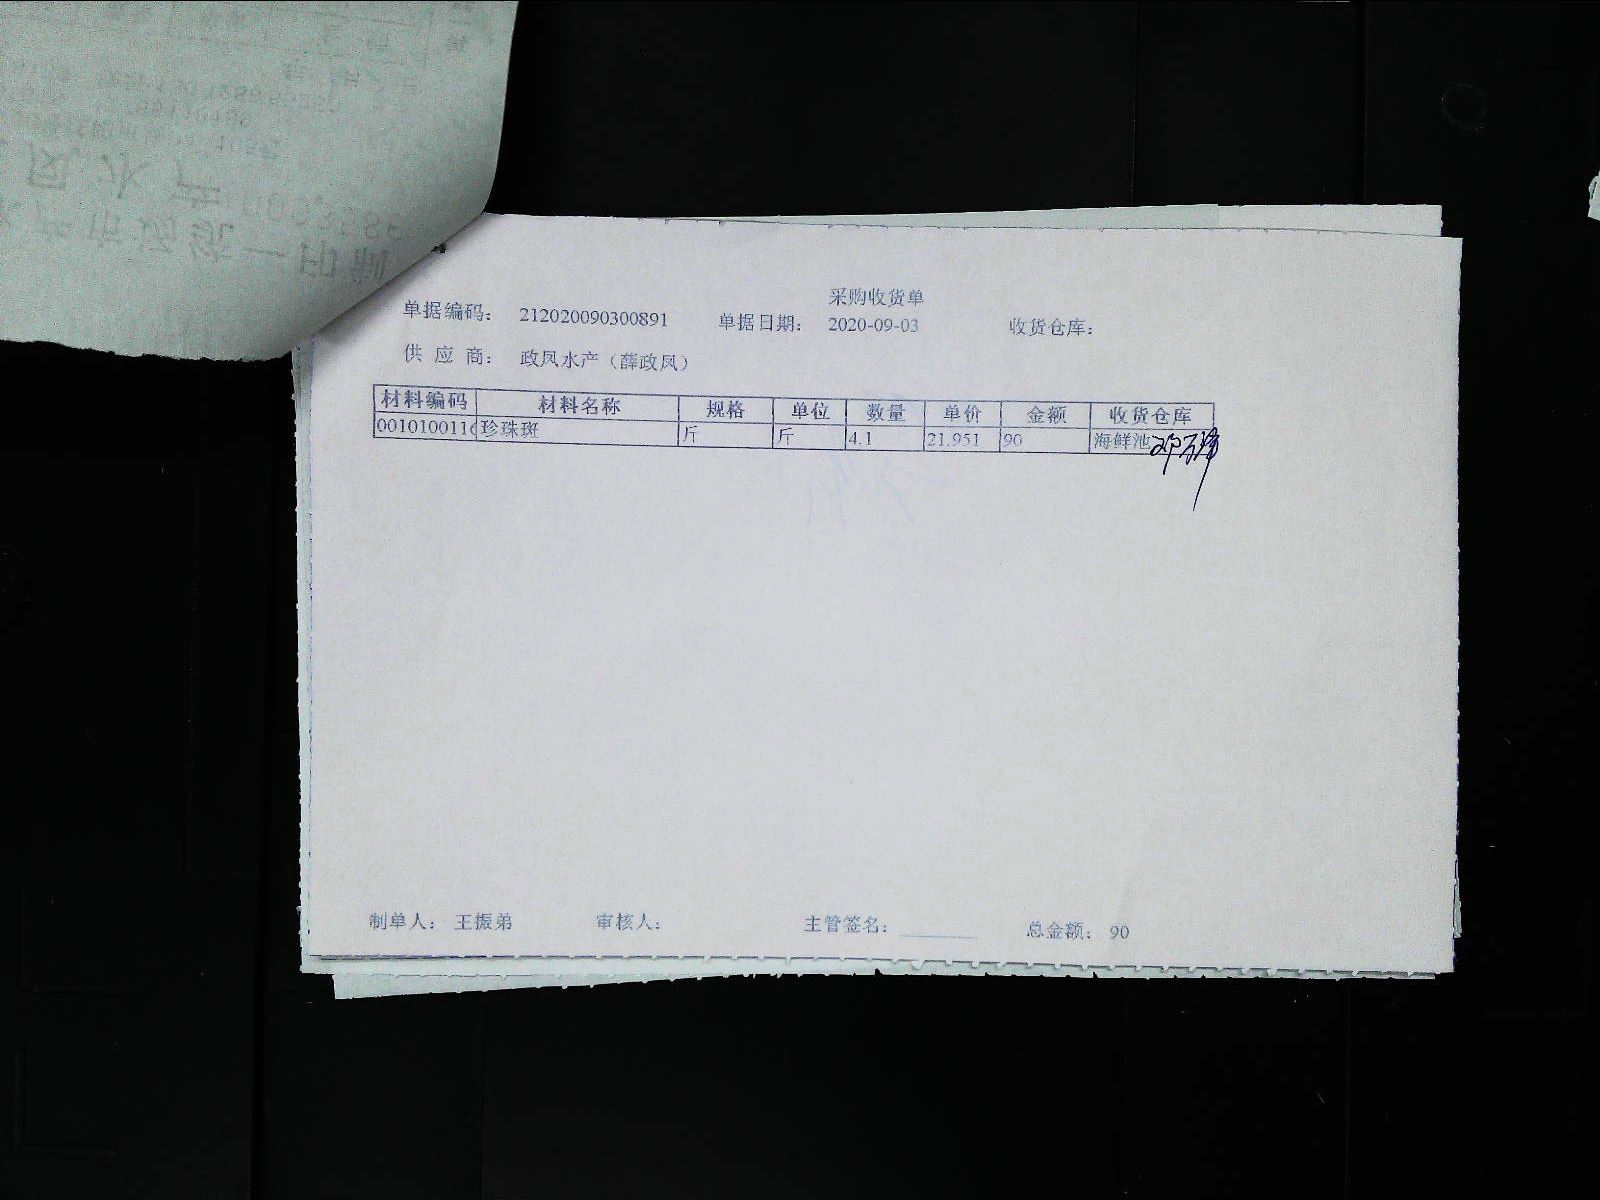 采购收货单
单据编码： 212020090300891 单据日期： 2020-09-03 收货仓库：
供 应 商： 政凤水产（薛政凤）
材料编码 材料名称 规格 单位 数量 单价 金额 收货仓库
001010011 珍珠斑 斤 斤 4.1 21.951 90 海鲜池
制单人： 王振弟 审核人： 主管签名： 总金额： 90